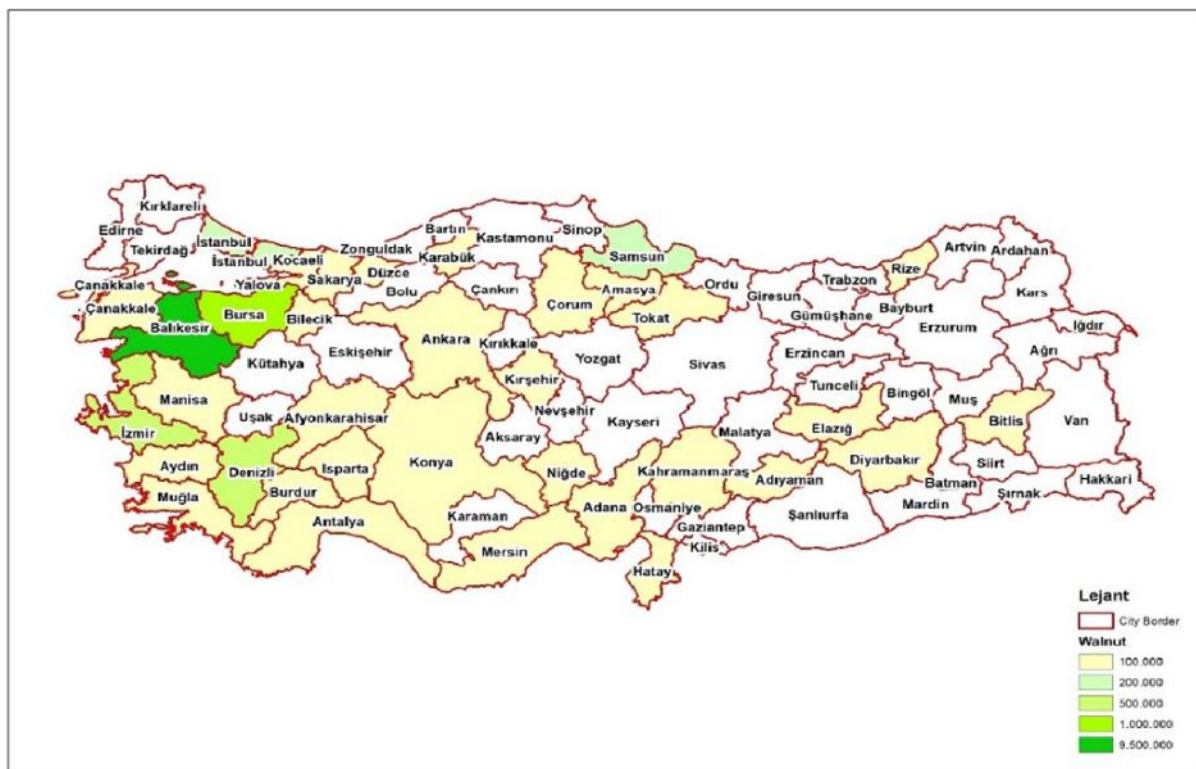 Kırklareli
Edirne
Tekirdağ
İstanbul
İstanbul
Kocaeli
Yalova
Sakarya
Düzce
Zonguldak
Bartın
Karabük
Kastamonu
Sinop
Samsun
Çanakkale
Çanakkale
Balıkesir
Bursa
Bilecik
Bolu
Çankırı
Çorum
Amasya
Tokat
Ordu
Giresun
Trabzon
Gümüşhane
Bayburt
Rize
Artvin
Ardahan
Kars
Iğdır
Erzurum
Ağrı
Kütahya
Eskişehir
Ankara
Kırıkkale
Kırşehir
Yozgat
Sivas
Erzincan
Tunceli
Bingöl
Muş
Bitlis
Van
Manisa
Uşak
Afyonkarahisar
İzmir
Aksaray
Nevşehir
Kayseri
Malatya
Elazığ
Diyarbakır
Batman
Siirt
Şırnak
Hakkari
Aydın
Denizli
Isparta
Burdur
Konya
Niğde
Kahramanmaraş
Adıyaman
Mardin
Muğla
Antalya
Karaman
Mersin
Adana
Osmaniye
Gaziantep
Kilis
Şanlıurfa
Hatay
Lejant
City Border
Walnut
100.000
200.000
500.000
1.000.000
9.500.000